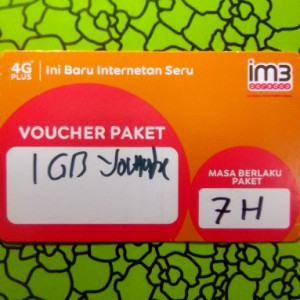 4G PLUS
Ini Baru Internetan Seru
im3
ooredoo
VOUCHER PAKET
1 GB Youtube
MASA BERLAKU
PAKET
7 H